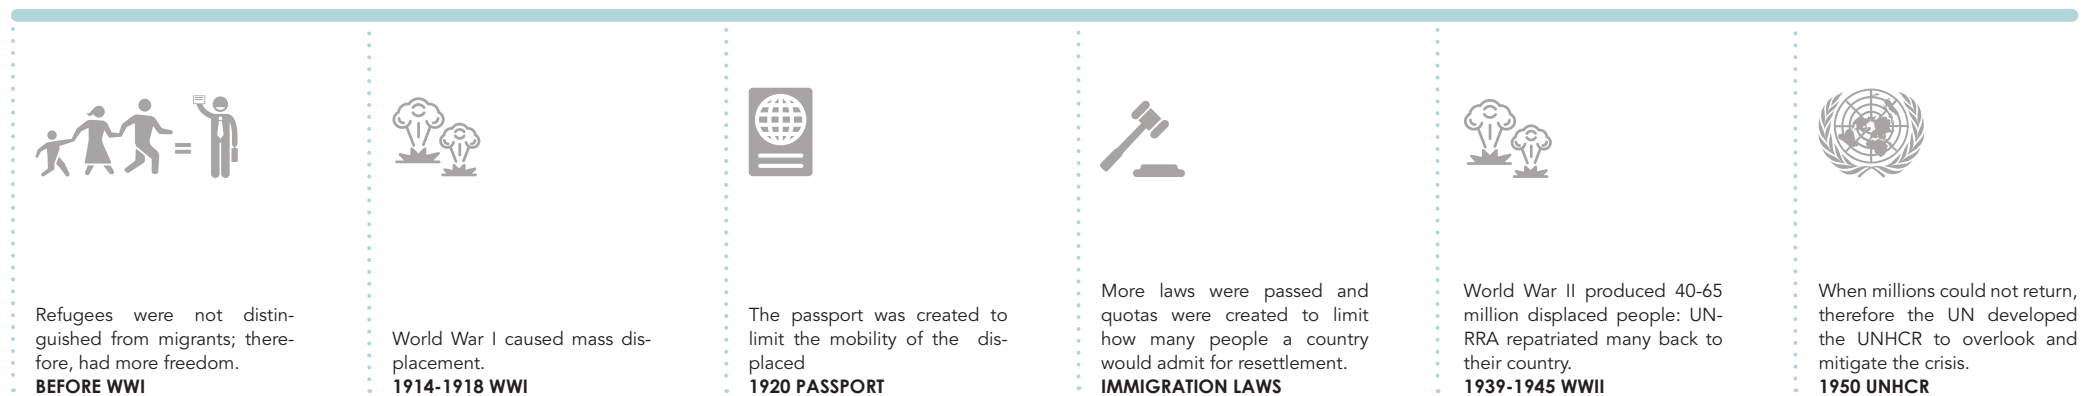 Refugees were not distin-
guished from migrants; there-
fore, had more freedom.
BEFORE WWI
World War I caused mass dis-
placement.
1914-1918 WWI
The passport was created to
limit the mobility of the dis-
placed
1920 PASSPORT
More laws were passed and
quotas were created to limit
how many people a country
would admit for resettlement.
IMMIGRATION LAWS
World War II produced 40-65
million displaced people: UN-
RRA repatriated many back to
their country.
1939-1945 WWII
When millions could not return,
therefore the UN developed
the UNHCR to overlook and
mitigate the crisis.
1950 UNHCR